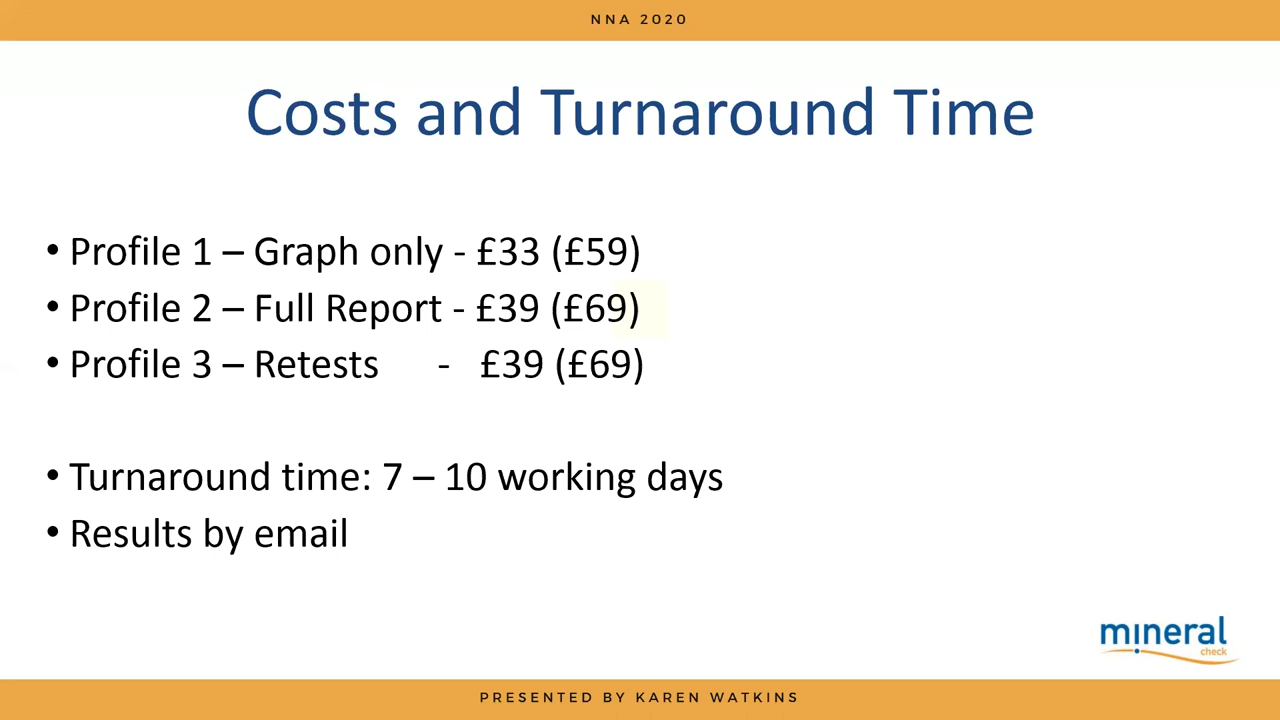 NNA 2020
Costs and Turnaround Time
• Profile 1 – Graph only - £33 (£59)
• Profile 2 – Full Report - £39 (£69)
• Profile 3 – Retests - £39 (£69)
• Turnaround time: 7 – 10 working days
• Results by email
mineral
check
PRESENTED BY KAREN WATKINS